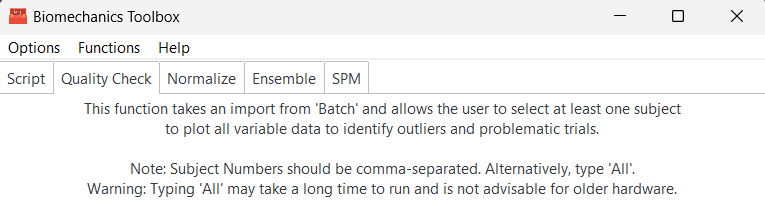 Biomechanics Toolbox
Options Functions Help
Script Quality Check Normalize Ensemble SPM
This function takes an import from 'Batch' and allows the user to select at least one subject
to plot all variable data to identify outliers and problematic trials.
Note: Subject Numbers should be comma-separated. Alternatively, type 'All'.
Warning: Typing 'All' may take a long time to run and is not advisable for older hardware.